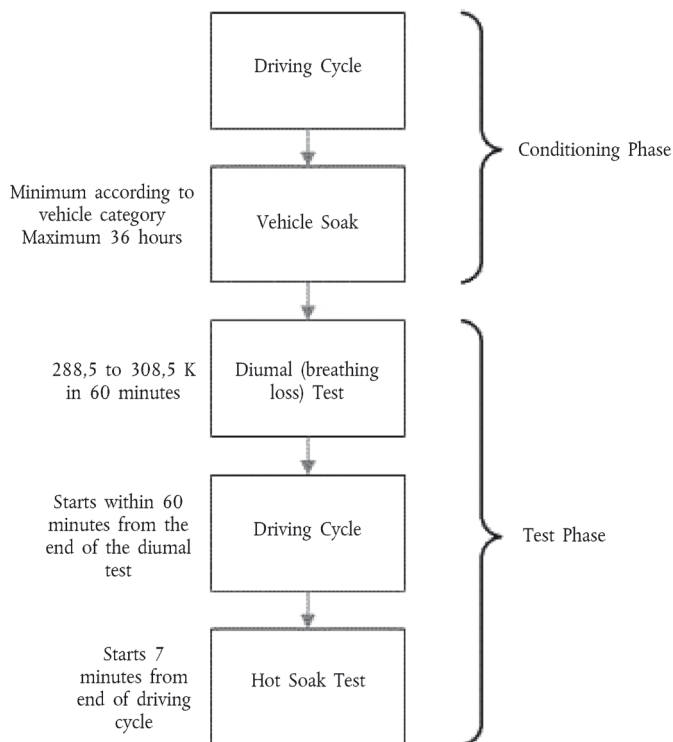 Driving Cycle
Conditioning Phase
Minimum according to
vehicle category
Maximum 36 hours
Vehicle Soak
288,5 to 308,5 K
in 60 minutes
Diumal (breathing
loss) Test
Starts within 60
minutes from the
end of the diumal
test
Driving Cycle
Test Phase
Starts 7
minutes from
end of driving
cycle
Hot Soak Test